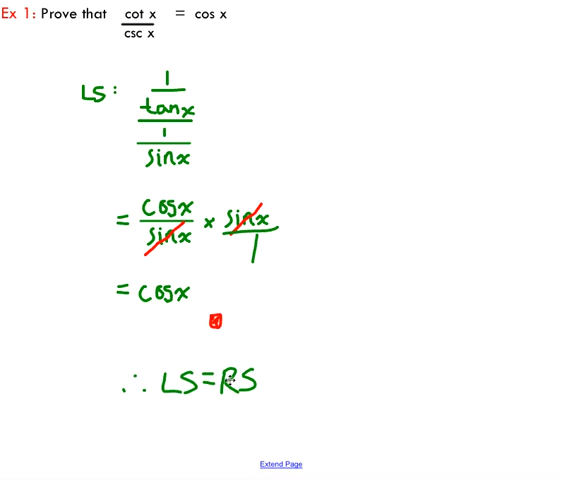 Ex 1: Prove that cot x = cos x
csc x
LS: 1
tanx
1
sinx
= cosx × sinx
sinx 1
= cosx
∴ LS = RS
Extend Page